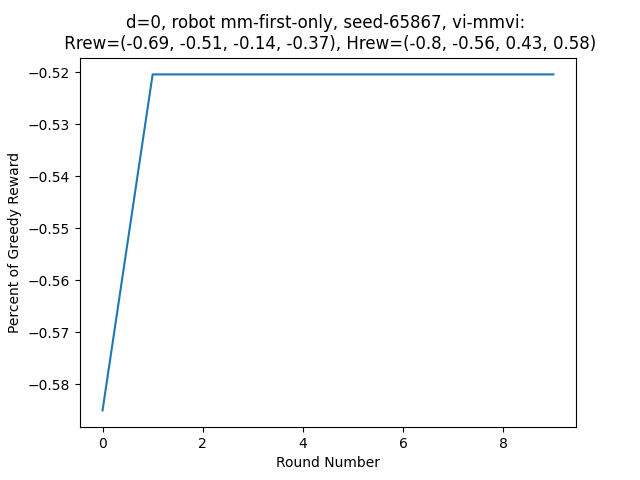 d=0, robot mm-first-only, seed-65867, vi-mmvi:
Rrew=(-0.69, -0.51, -0.14, -0.37), Hrew=(-0.8, -0.56, 0.43, 0.58)
−0.52
−0.53
−0.54
−0.55
−0.56
−0.57
−0.58
Percent of Greedy Reward
0 2 4 6 8
Round Number